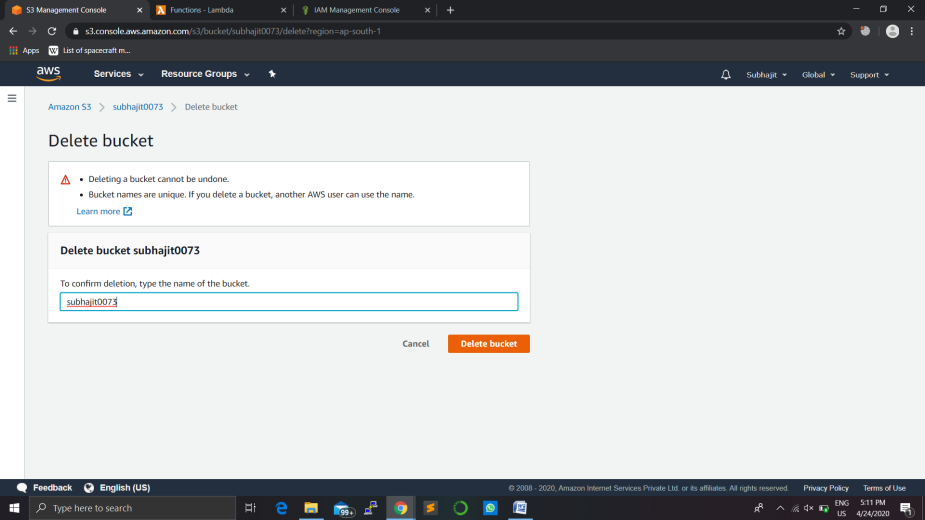 S3 Management Console
Functions - Lambda
IAM Management Console
s3.console.aws.amazon.com/s3/bucket/subhajit0073/delete?region=ap-south-1
Apps
W List of spacecraft m...
aws
Services
Resource Groups
Subhajit
Global
Support
Amazon S3
subhajit0073
Delete bucket
Delete bucket
• Deleting a bucket cannot be undone.
• Bucket names are unique. If you delete a bucket, another AWS user can use the name.
Learn more
Delete bucket subhajit0073
To confirm deletion, type the name of the bucket.
subhajit0073
Cancel
Delete bucket
Feedback
English (US)
© 2008 - 2020, Amazon Internet Services Private Ltd. or its affiliates. All rights reserved.
Privacy Policy
Terms of Use
Type here to search
99+
ENG
US
5:11 PM
4/24/2020
1